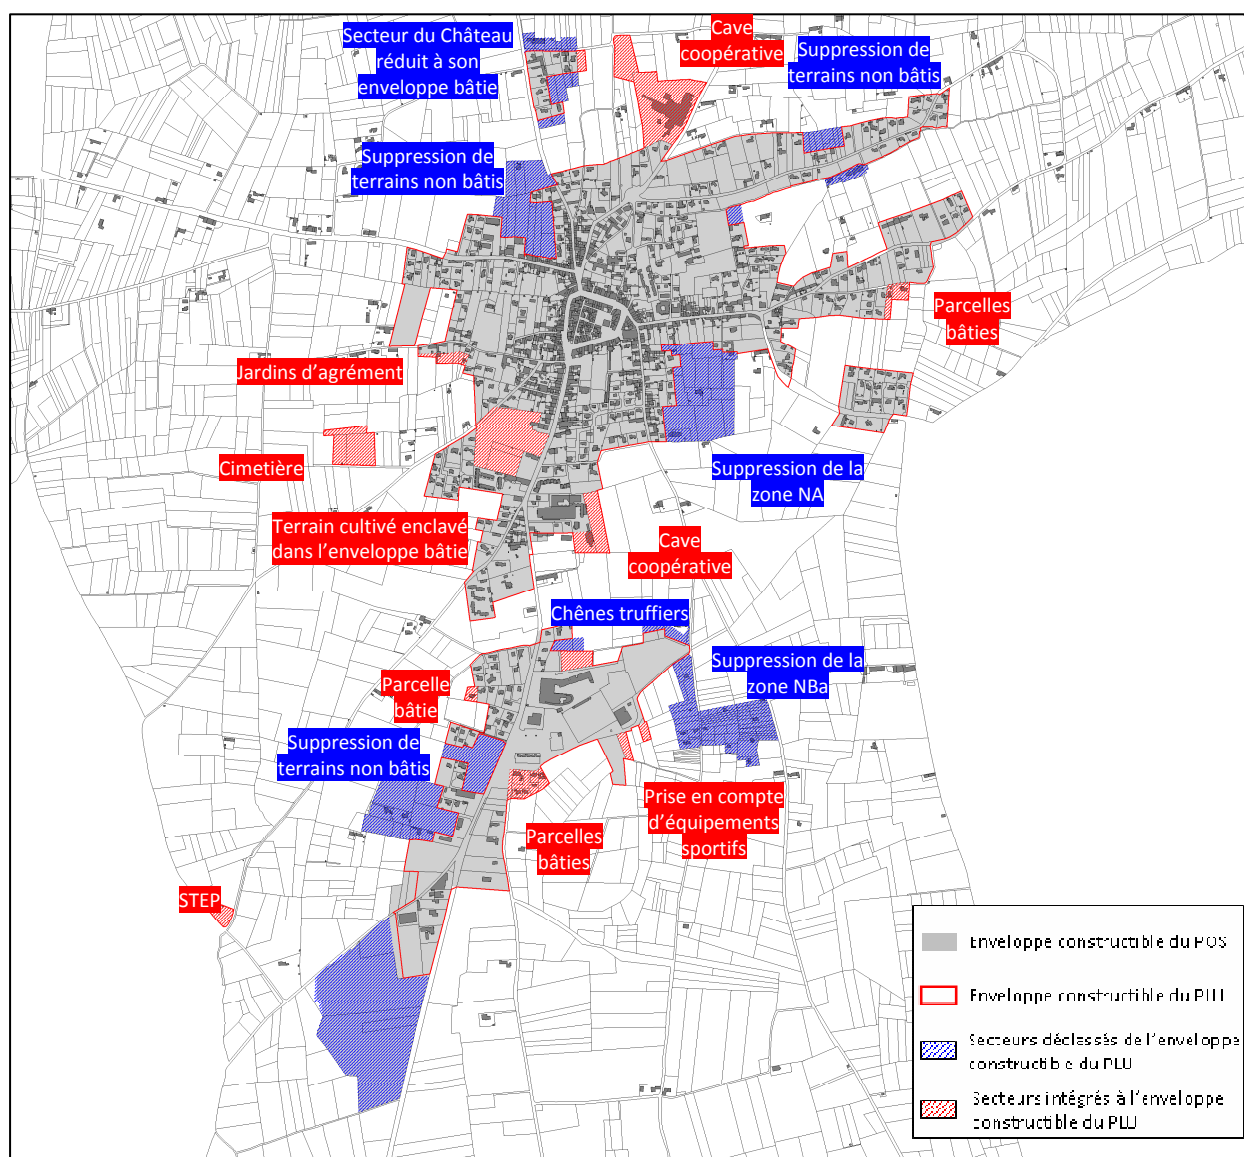 Secteur du Château
réduit à son
enveloppe bâtie
Cave
coopérative
Suppression de
terrains non bâtis
Suppression de
terrains non bâtis
Parcelles
bâties
Jardins d'agrément
Cimetière
Suppression de la
zone NA
Terrain cultivé enclavé
dans l'enveloppe bâtie
Cave
coopérative
Chênes truffiers
Suppression de la
zone NBa
Parcelle
bâtie
Suppression de
terrains non bâtis
Prise en compte
d'équipements
sportifs
Parcelles
bâties
STEP
Enveloppe constructible du POS
Enveloppe constructible du PLU
Secteurs déclassés de l'enveloppe
constructible du PLU
Secteurs intégrés à l'enveloppe
constructible du PLU